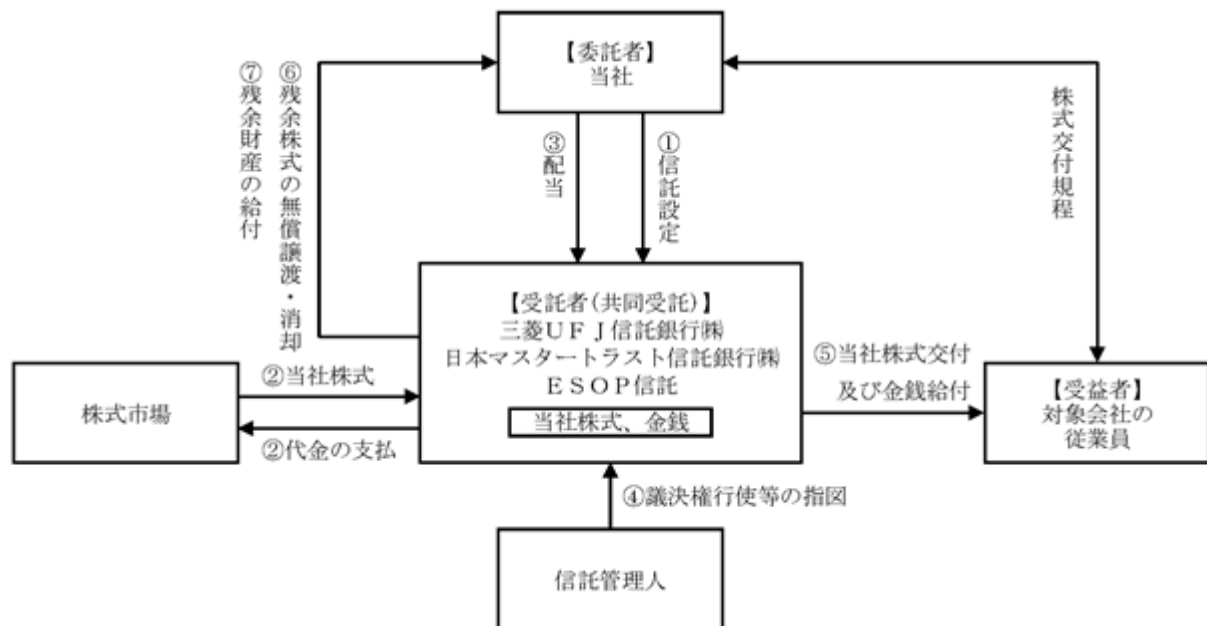 【委託者】
当社
⑦残余財産の給付
⑥残余株式の無償譲渡・消却
③配当
①信託設定
株式交付規程
【受託者(共同受託)】
三菱UFJ信託銀行㈱
日本マスタートラスト信託銀行㈱
ESOP信託
当社株式、金銭
株式市場
②当社株式
②代金の支払
⑤当社株式交付
及び金銭給付
【受益者】
対象会社の
従業員
④議決権行使等の指図
信託管理人